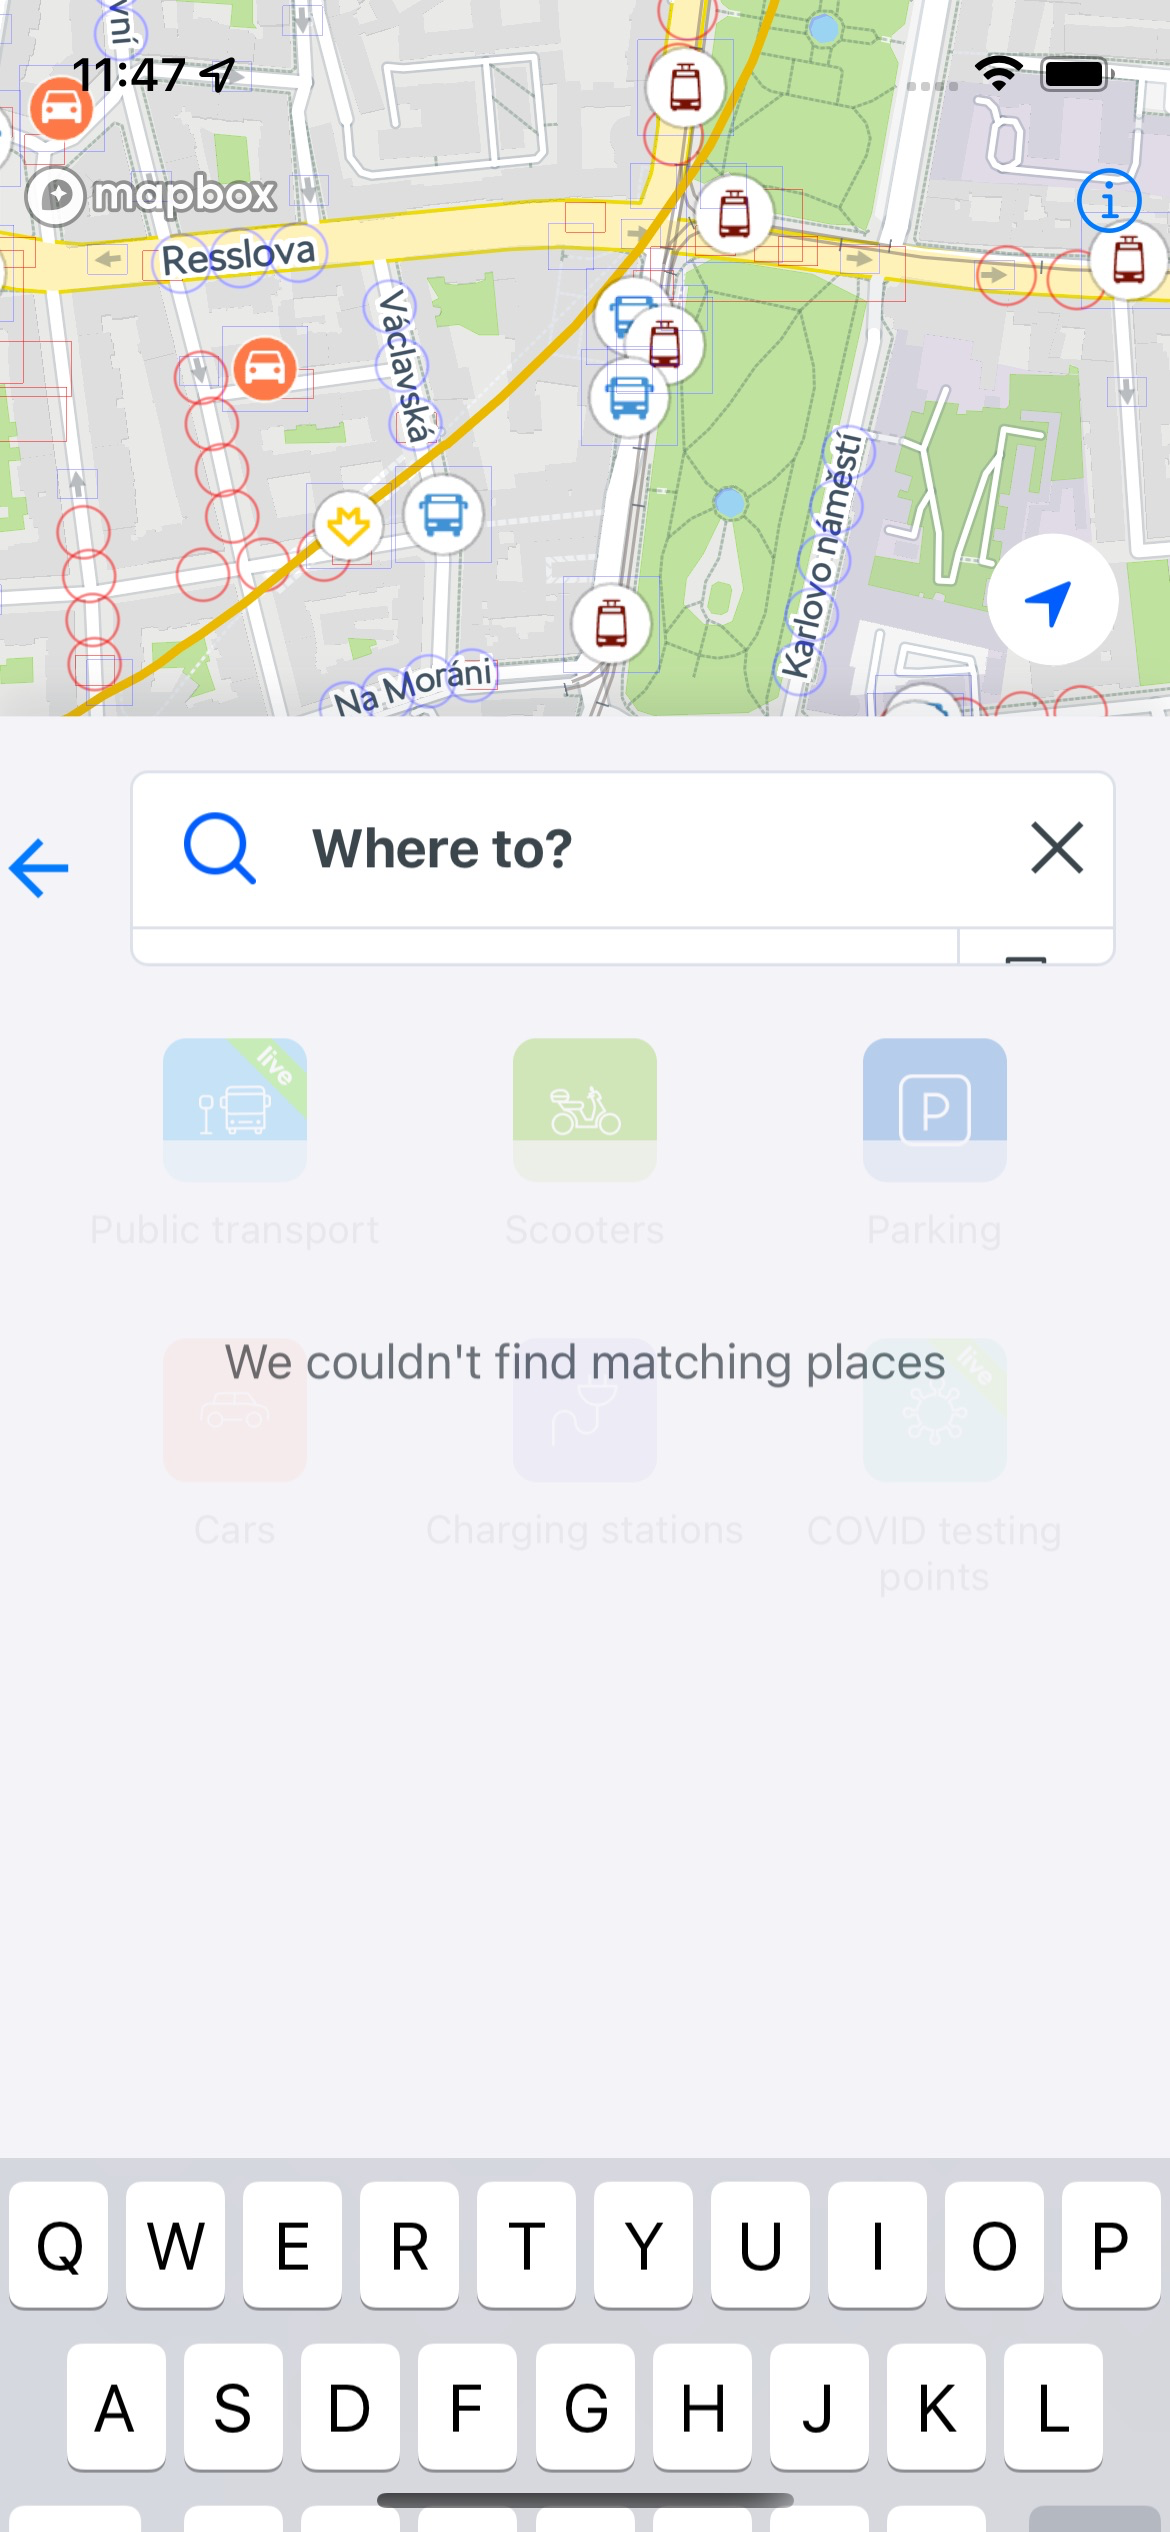 vní
11:47
mapbox
Resslova
Václavská
Karlovo náměstí
Na Moráni
Where to?
live
Public transport
Scooters
P
Parking
We couldn't find matching places
live
Cars
Charging stations
COVID testing
points
Q W E R T Y U I O P
A S D F G H J K L